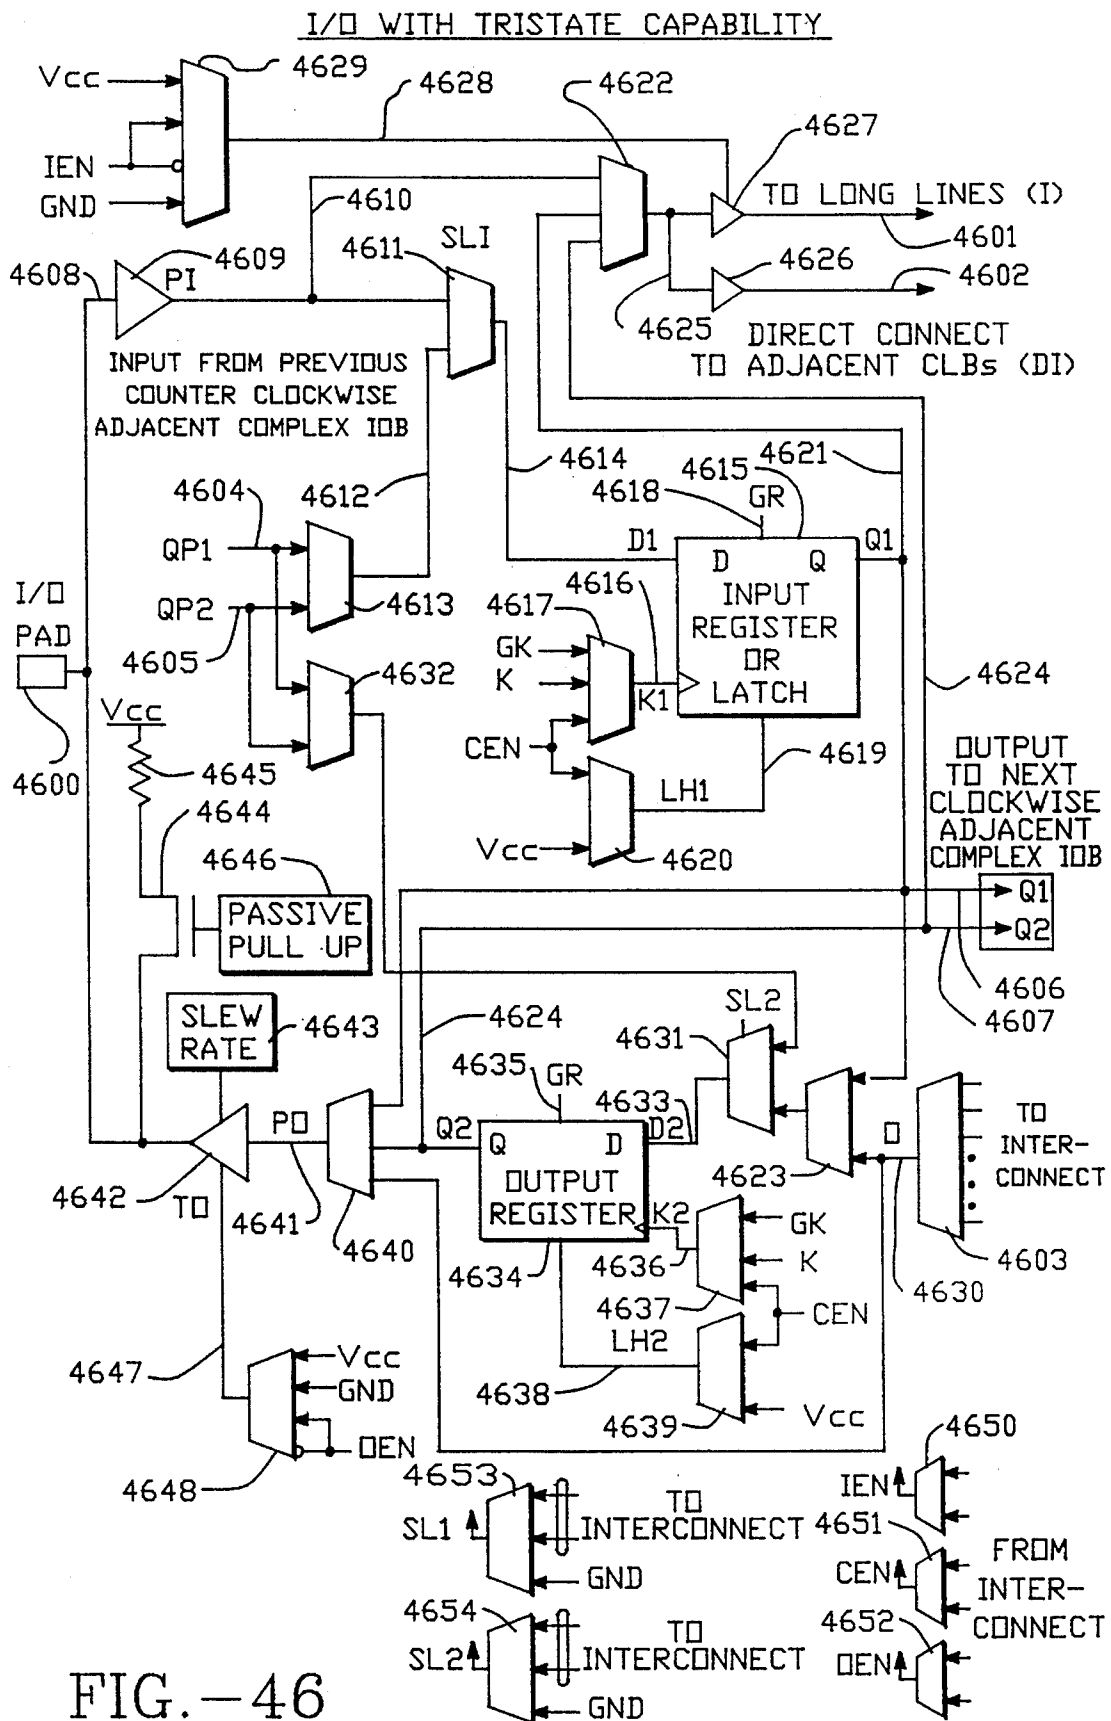 I/O WITH TRISTATE CAPABILITY
4629
Vcc
4628
4622
4627
IEN
TO LONG LINES (I)
GND
4610
4601
4609
SLI
4611
4608
PI
4626
4602
4625
DIRECT CONNECT
TO ADJACENT CLBs (DI)
INPUT FROM PREVIOUS
COUNTER CLOCKWISE
ADJACENT COMPLEX IOB
4614
4621
4615
4604
4612
4618
GR
QP1
D1
Q1
D
Q
INPUT
REGISTER
OR
LATCH
4616
4617
4613
I/O
PAD
QP2
GK
K
K1
4605
4632
4624
Vcc
CEN
4619
4600
4645
LH1
4644
Vcc
4620
OUTPUT
TO NEXT
CLOCKWISE
ADJACENT
COMPLEX IOB
4646
Q1
Q2
PASSIVE
PULL UP
4606
4607
SLEW
RATE
4643
4624
SL2
4631
4635
GR
4633
PO
Q2
Q
D
D2
O
TO
INTER-
CONNECT
OUTPUT
REGISTER
4623
4642
TO
4641
4640
K2
GK
K
4634
4636
4637
4603
4630
CEN
LH2
4647
Vcc
GND
4638
4639
Vcc
OEN
4648
4650
4653
IEN
SL1
TO
INTERCONNECT
GND
4651
CEN
FROM
INTER-
CONNECT
4654
4652
SL2
TO
INTERCONNECT
GND
OEN
FIG.-46